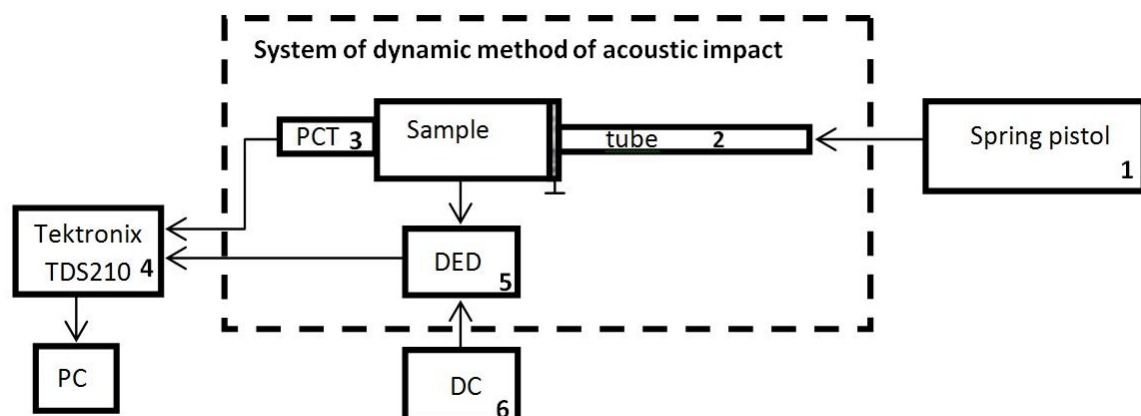 System of dynamic method of acoustic impact
PCT 3
Sample
tube 2
Spring pistol
1
Tektronix
TDS210 4
DED
5
PC
DC
6